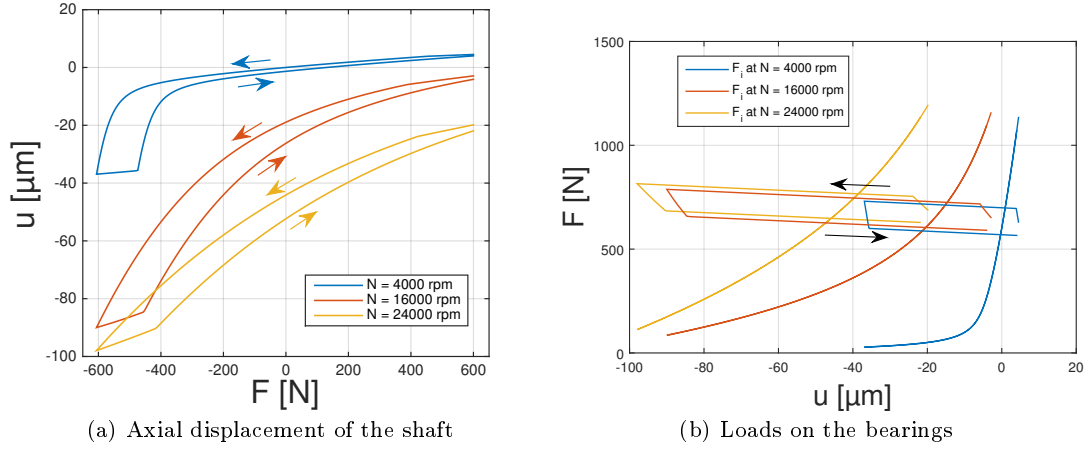 20
0
-20
-40
-60
-80
-100
u [µm]
-600
-400
-200
0
200
400
600
F [N]
N = 4000 rpm
N = 16000 rpm
N = 24000 rpm
(a) Axial displacement of the shaft
1500
1000
500
0
F [N]
-100
-80
-60
-40
-20
0
20
u [µm]
F_i at N = 4000 rpm
F_i at N = 16000 rpm
F_i at N = 24000 rpm
(b) Loads on the bearings